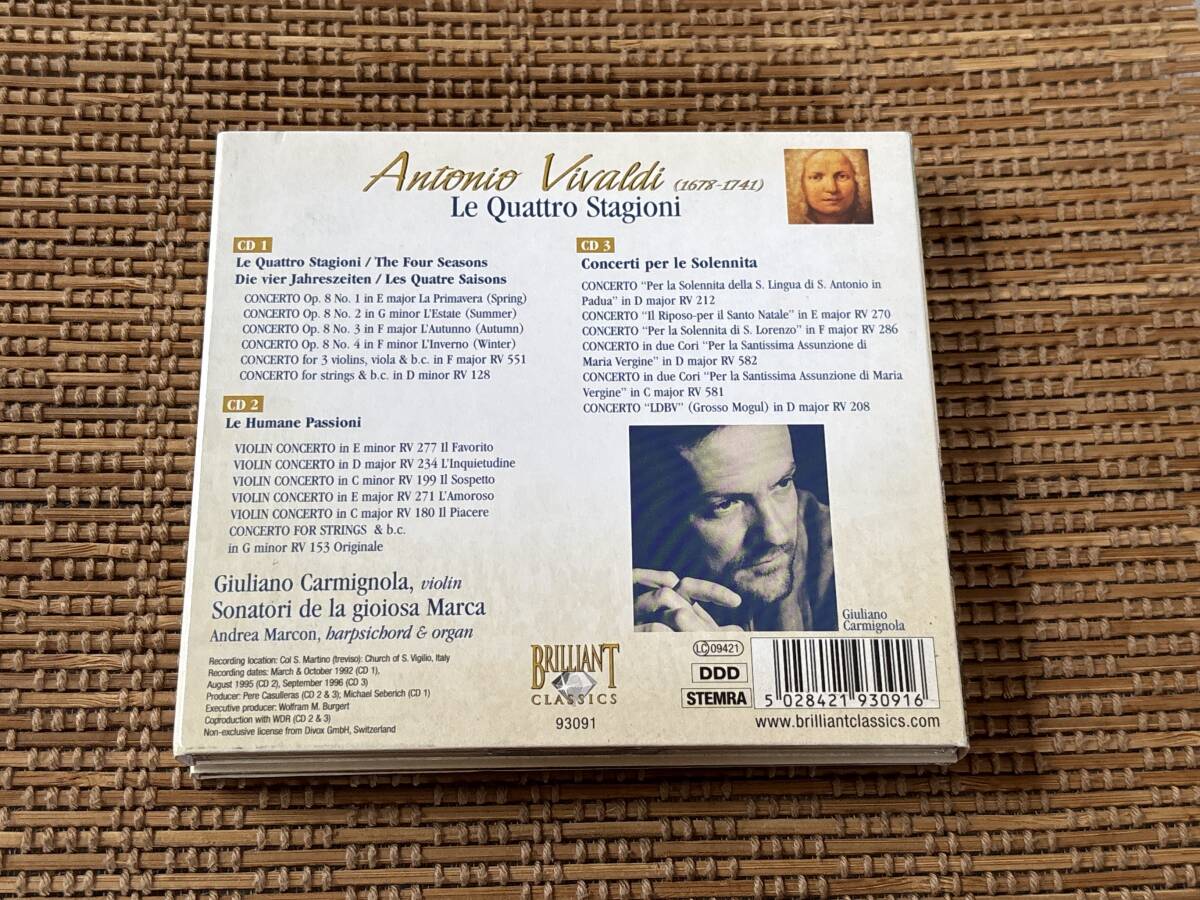 Antonio Vivaldi (1678-1741)
Le Quattro Stagioni
CD 1
Le Quattro Stagioni / The Four Seasons
Die vier Jahreszeiten / Les Quatre Saisons
CONCERTO Op. 8 No. 1 in E major La Primavera (Spring)
CONCERTO Op. 8 No. 2 in G minor L'Estate (Summer)
CONCERTO Op. 8 No. 3 in F major L'Autunno (Autumn)
CONCERTO Op. 8 No. 4 in F minor L'Inverno (Winter)
CONCERTO for 3 violins, viola & b.c. in F major RV 551
CONCERTO for strings & b.c. in D minor RV 128
CD 2
Le Humane Passioni
VIOLIN CONCERTO in E minor RV 277 Il Favorito
VIOLIN CONCERTO in D major RV 234 L'Inquietudine
VIOLIN CONCERTO in C minor RV 199 Il Sospetto
VIOLIN CONCERTO in E major RV 271 L'Amoroso
VIOLIN CONCERTO in C major RV 180 Il Piacere
CONCERTO FOR STRINGS & b.c.
in G minor RV 153 Originale
Giuliano Carmignola, violin
Sonatori de la gioiosa Marca
Andrea Marcon, harpsichord & organ
Recording location: Col S. Martino (treviso): Church of S. Vigilio, Italy
Recording dates: March & October 1992 (CD 1),
August 1995 (CD 2), September 1996 (CD 3)
Producer: Pere Casulleras (CD 2 & 3); Michael Seberich (CD 1)
Executive producer: Wolfram M. Burgert
Coproduction with WDR (CD 2 & 3)
Non-exclusive license from Divox GmbH, Switzerland
CD 3
Concerti per le Solennita
CONCERTO "Per la Solennita della S. Lingua di S. Antonio in
Padua" in D major RV 212
CONCERTO "Il Riposo-per il Santo Natale" in E major RV 270
CONCERTO "Per la Solennita di S. Lorenzo" in F major RV 286
CONCERTO in due Cori "Per la Santissima Assunzione di
Maria Vergine" in D major RV 582
CONCERTO in due Cori "Per la Santissima Assunzione di Maria
Vergine" in C major RV 581
CONCERTO "LDBV" (Grosso Mogul) in D major RV 208
Giuliano
Carmignola
BRILLIANT
CLASSICS
93091
LC 09421
DDD
STEMRA
5 028421 930916
www.brilliantclassics.com